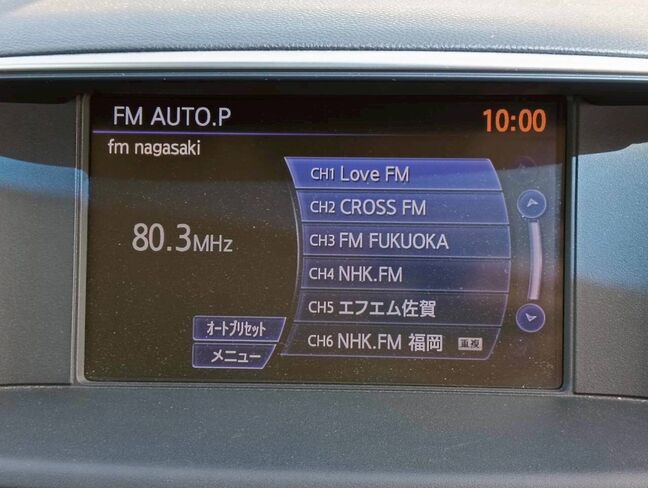 FM AUTO.P
10:00
fm nagasaki
80.3MHz
CH1 Love FM
CH2 CROSS FM
CH3 FM FUKUOKA
CH4 NHK.FM
CH5 エフエム佐賀
CH6 NHK.FM 福岡 重複
オートプリセット
メニュー